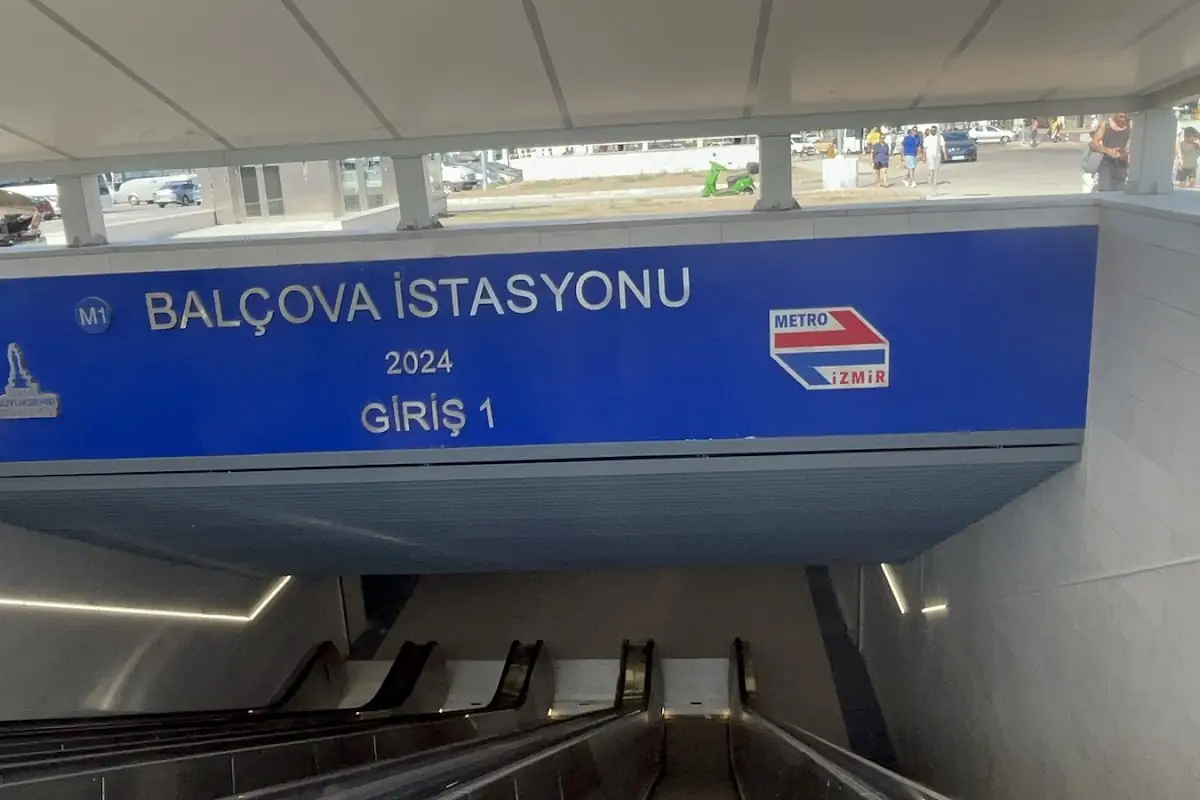 M1 BALÇOVA İSTASYONU
2024
GİRİŞ 1
METRO
İZMİR